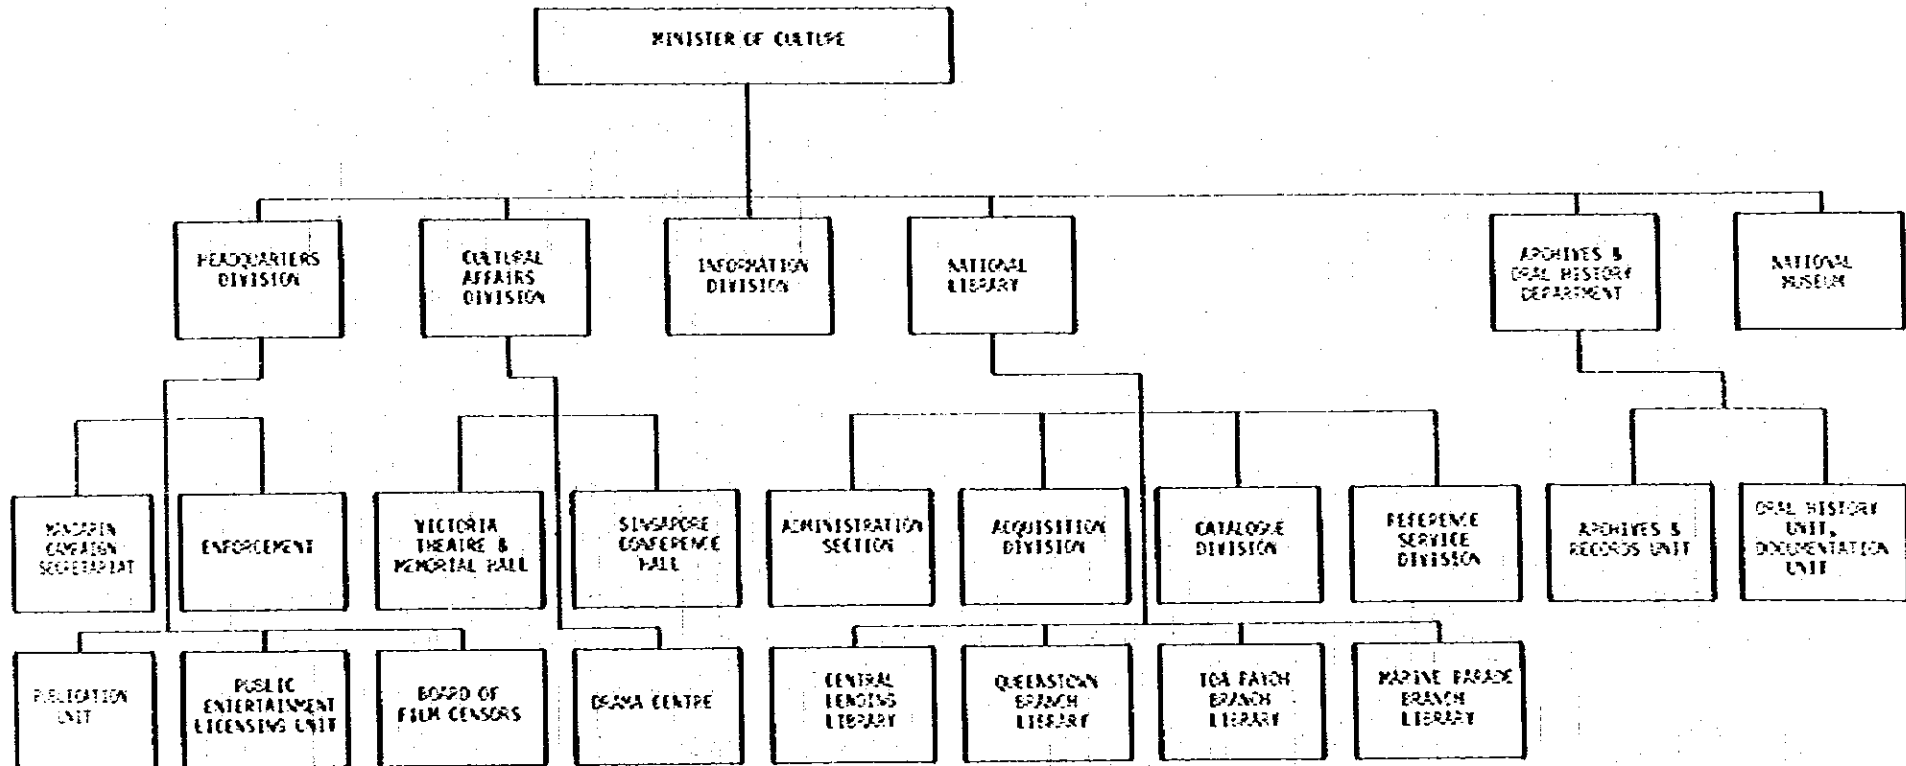 MINISTER OF CULTURE
HEADQUARTERS
DIVISION
CULTURAL
AFFAIRS
DIVISION
INFORMATION
DIVISION
NATIONAL
LIBRARY
ARCHIVES &
ORAL HISTORY
DEPARTMENT
NATIONAL
MUSEUM
MANDARIN
CAMPAIGN
SECRETARIAT
ENFORCEMENT
VICTORIA
THEATRE &
MEMORIAL HALL
SINGAPORE
CONFERENCE
HALL
ADMINISTRATION
SECTION
ACQUISITION
DIVISION
CATALOGUE
DIVISION
REFERENCE
SERVICE
DIVISION
ARCHIVES &
RECORDS UNIT
ORAL HISTORY
UNIT,
DOCUMENTATION
UNIT
PUBLICATION
UNIT
PUBLIC
ENTERTAINMENT
LICENSING UNIT
BOARD OF
FILM CENSORS
DRAMA CENTRE
CENTRAL
LENDING
LIBRARY
QUEENSTOWN
BRANCH
LIBRARY
TOA PAYOH
BRANCH
LIBRARY
MARINE PARADE
BRANCH
LIBRARY